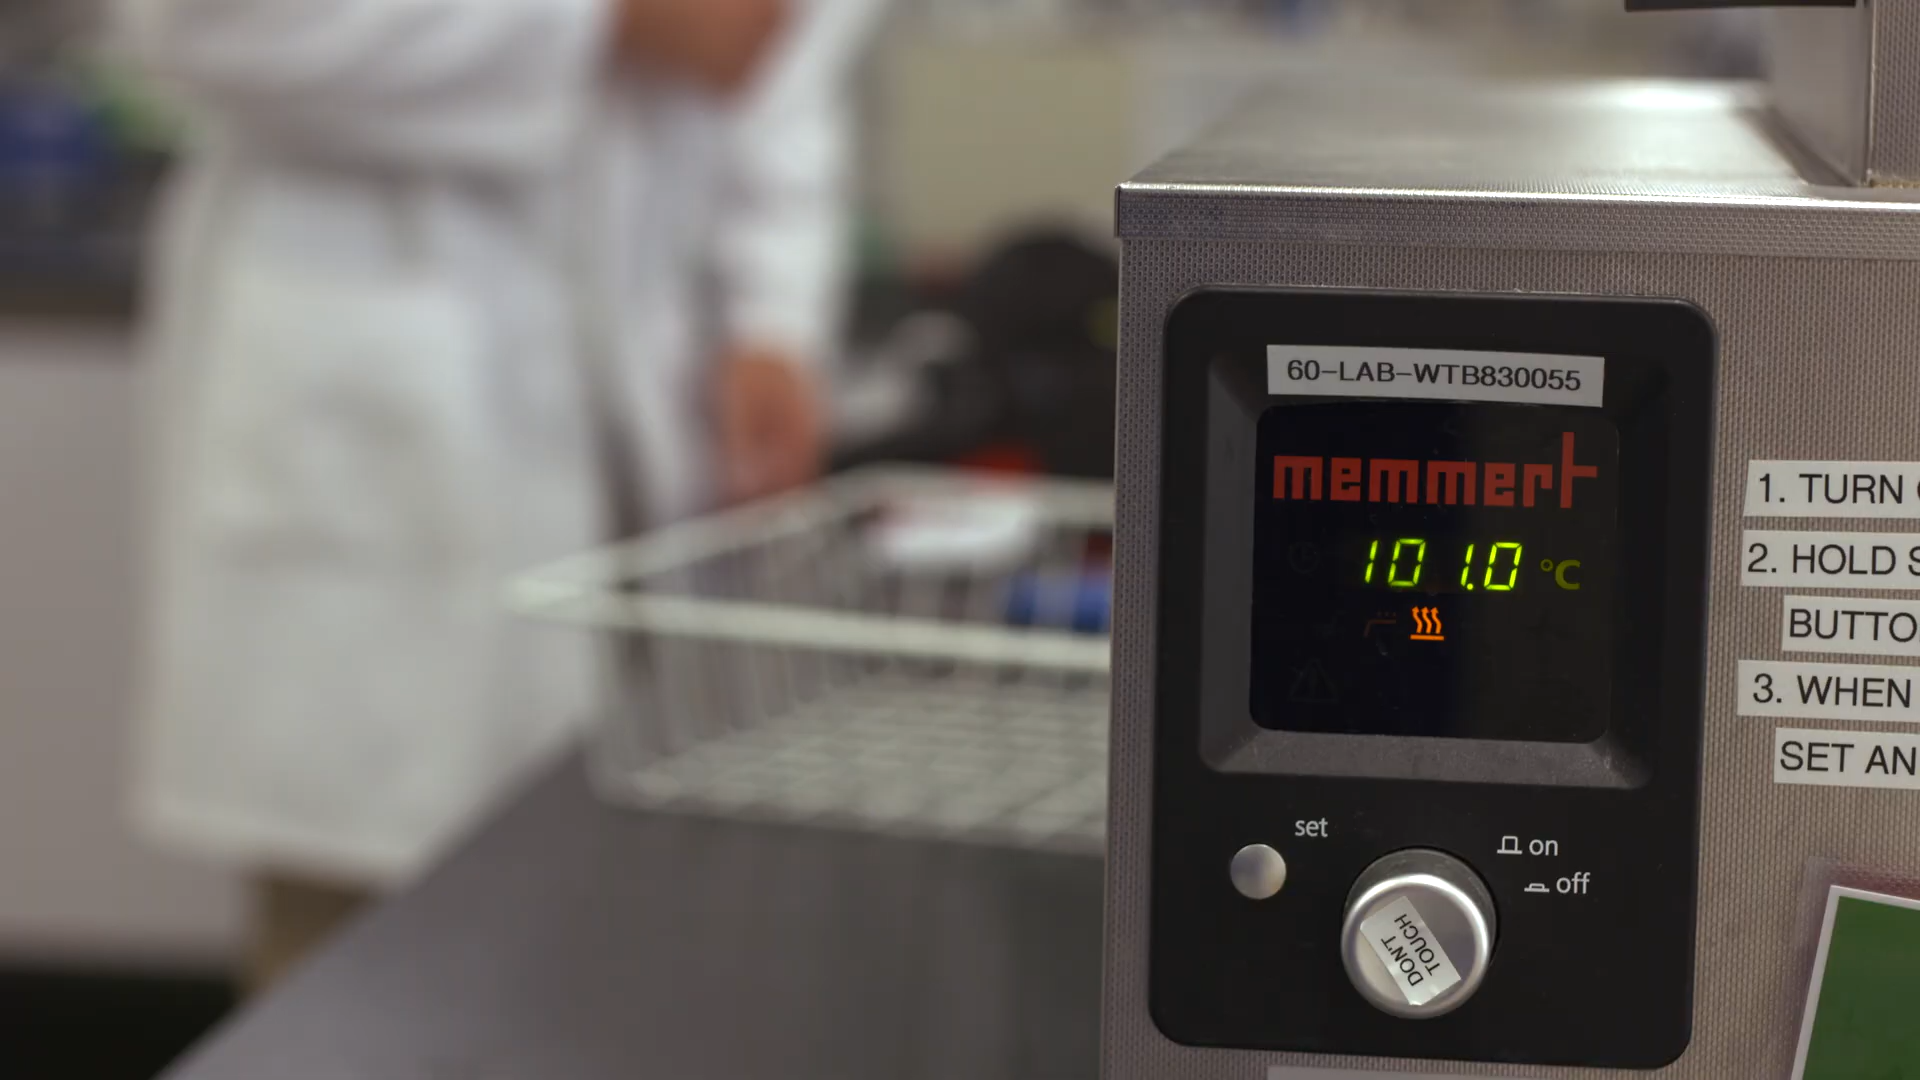 60-LAB-WTB830055
memmert
101.0 °C
1. TURN
2. HOLD S
BUTTO
3. WHEN
SET AN
set
on
off
DON'T
TOUCH